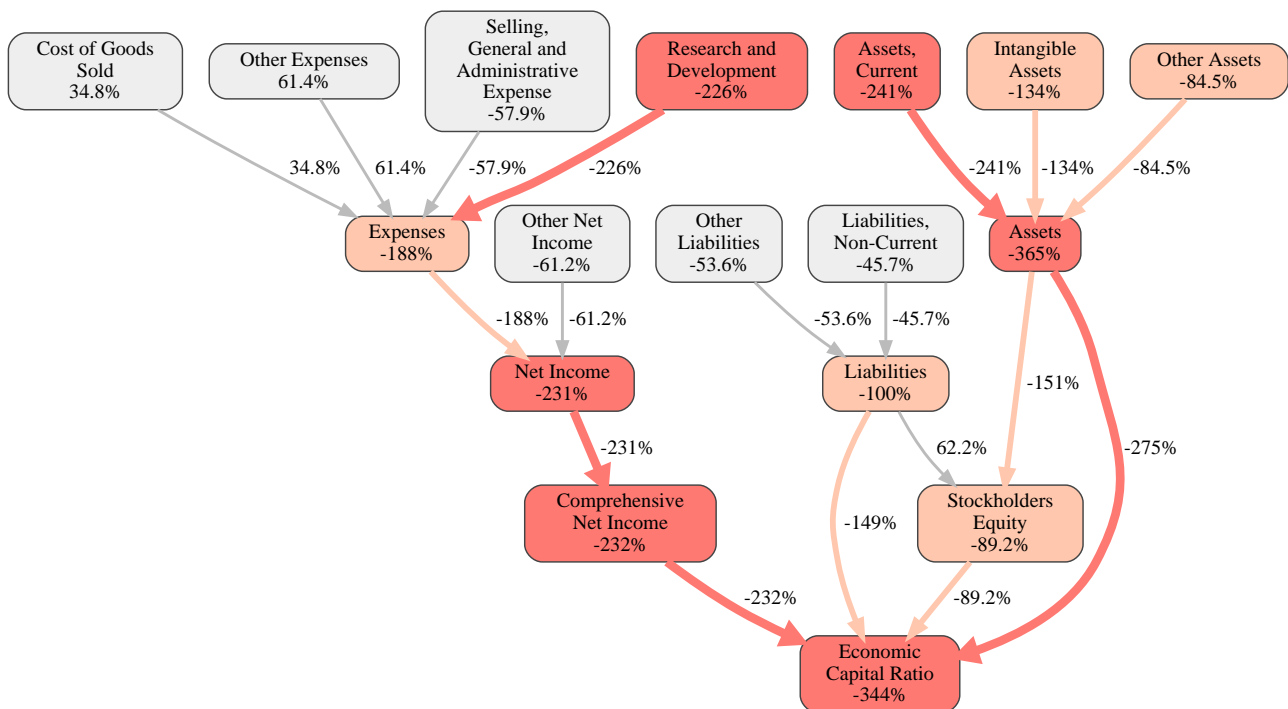 Cost of Goods
Sold
34.8%
Other Expenses
61.4%
Selling,
General and
Administrative
Expense
-57.9%
Research and
Development
-226%
Assets,
Current
-241%
Intangible
Assets
-134%
Other Assets
-84.5%
34.8%
61.4%
-57.9%
-226%
-241%
-134%
-84.5%
Expenses
-188%
Other Net
Income
-61.2%
Other
Liabilities
-53.6%
Liabilities,
Non-Current
-45.7%
Assets
-365%
-188%
-61.2%
-53.6%
-45.7%
Net Income
-231%
Liabilities
-100%
-151%
-231%
62.2%
-275%
Comprehensive
Net Income
-232%
-149%
Stockholders
Equity
-89.2%
-232%
-89.2%
Economic
Capital Ratio
-344%